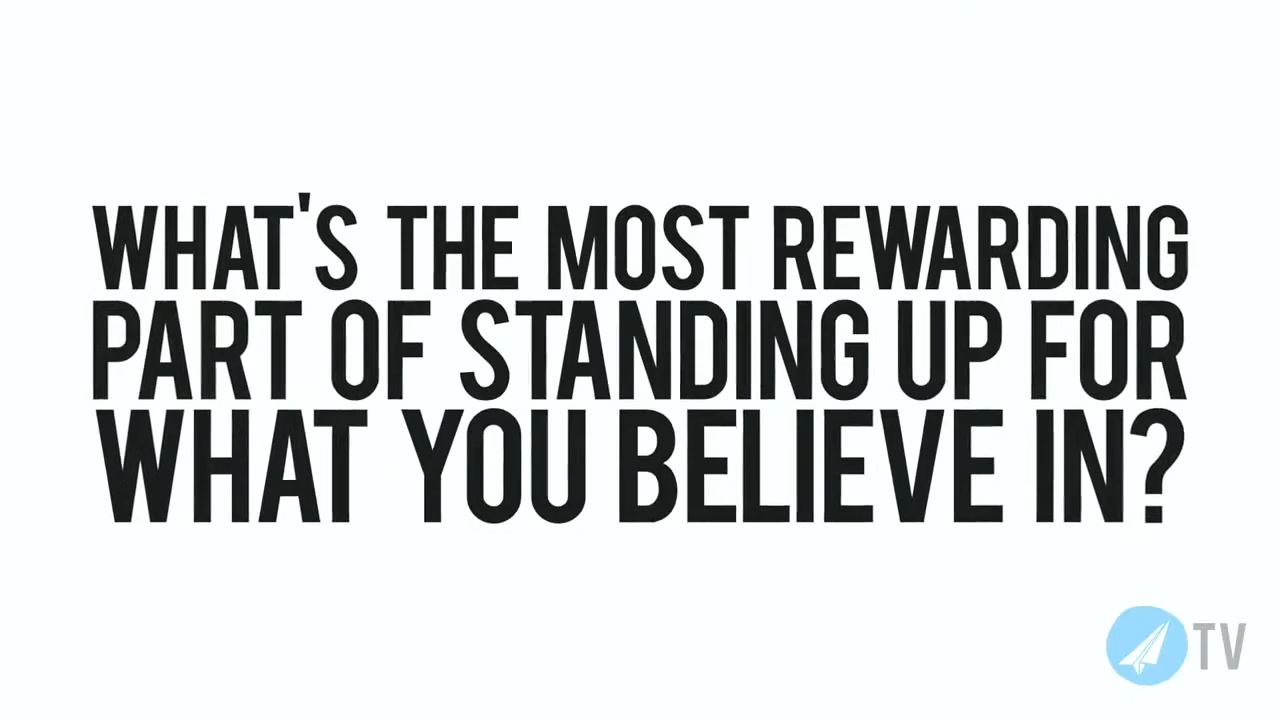 WHAT'S THE MOST REWARDING
PART OF STANDING UP FOR
WHAT YOU BELIEVE IN?
TV